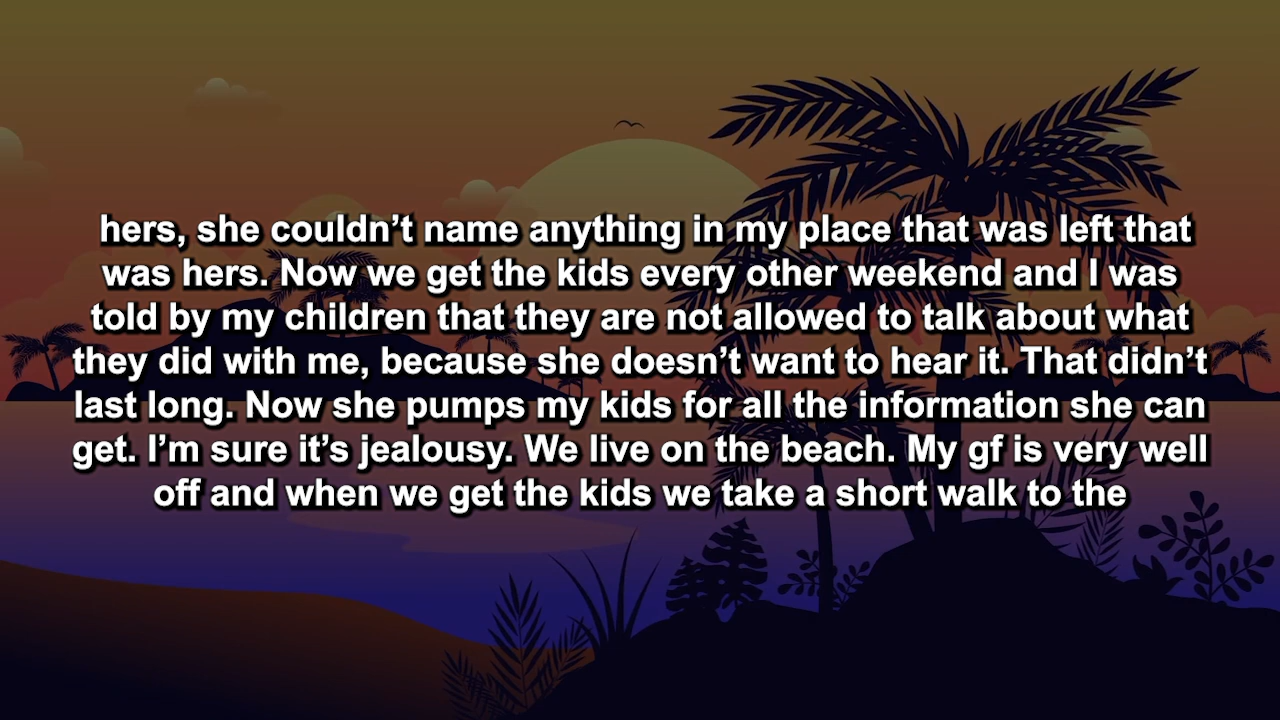 hers, she couldn’t name anything in my place that was left that
was hers. Now we get the kids every other weekend and I was
told by my children that they are not allowed to talk about what
they did with me, because she doesn’t want to hear it. That didn’t
last long. Now she pumps my kids for all the information she can
get. I’m sure it’s jealousy. We live on the beach. My gf is very well
off and when we get the kids we take a short walk to the